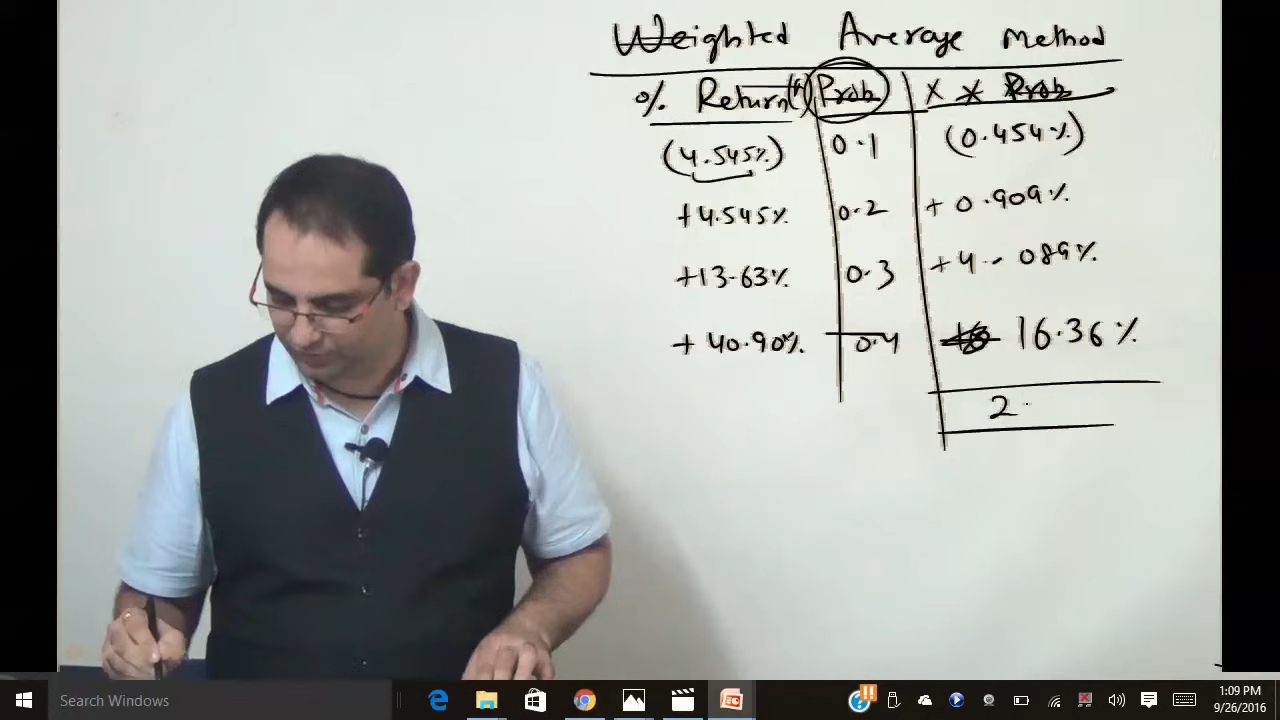 Weighted Average Method
% Return (x) Prob X * Prob
(4.545%) 0.1 (0.454%)
+4.545% 0.2 + 0.909%
+13.63% 0.3 + 4.089%
+ 40.90% 0.4 16.36%
2.
Search Windows
1:09 PM
9/26/2016